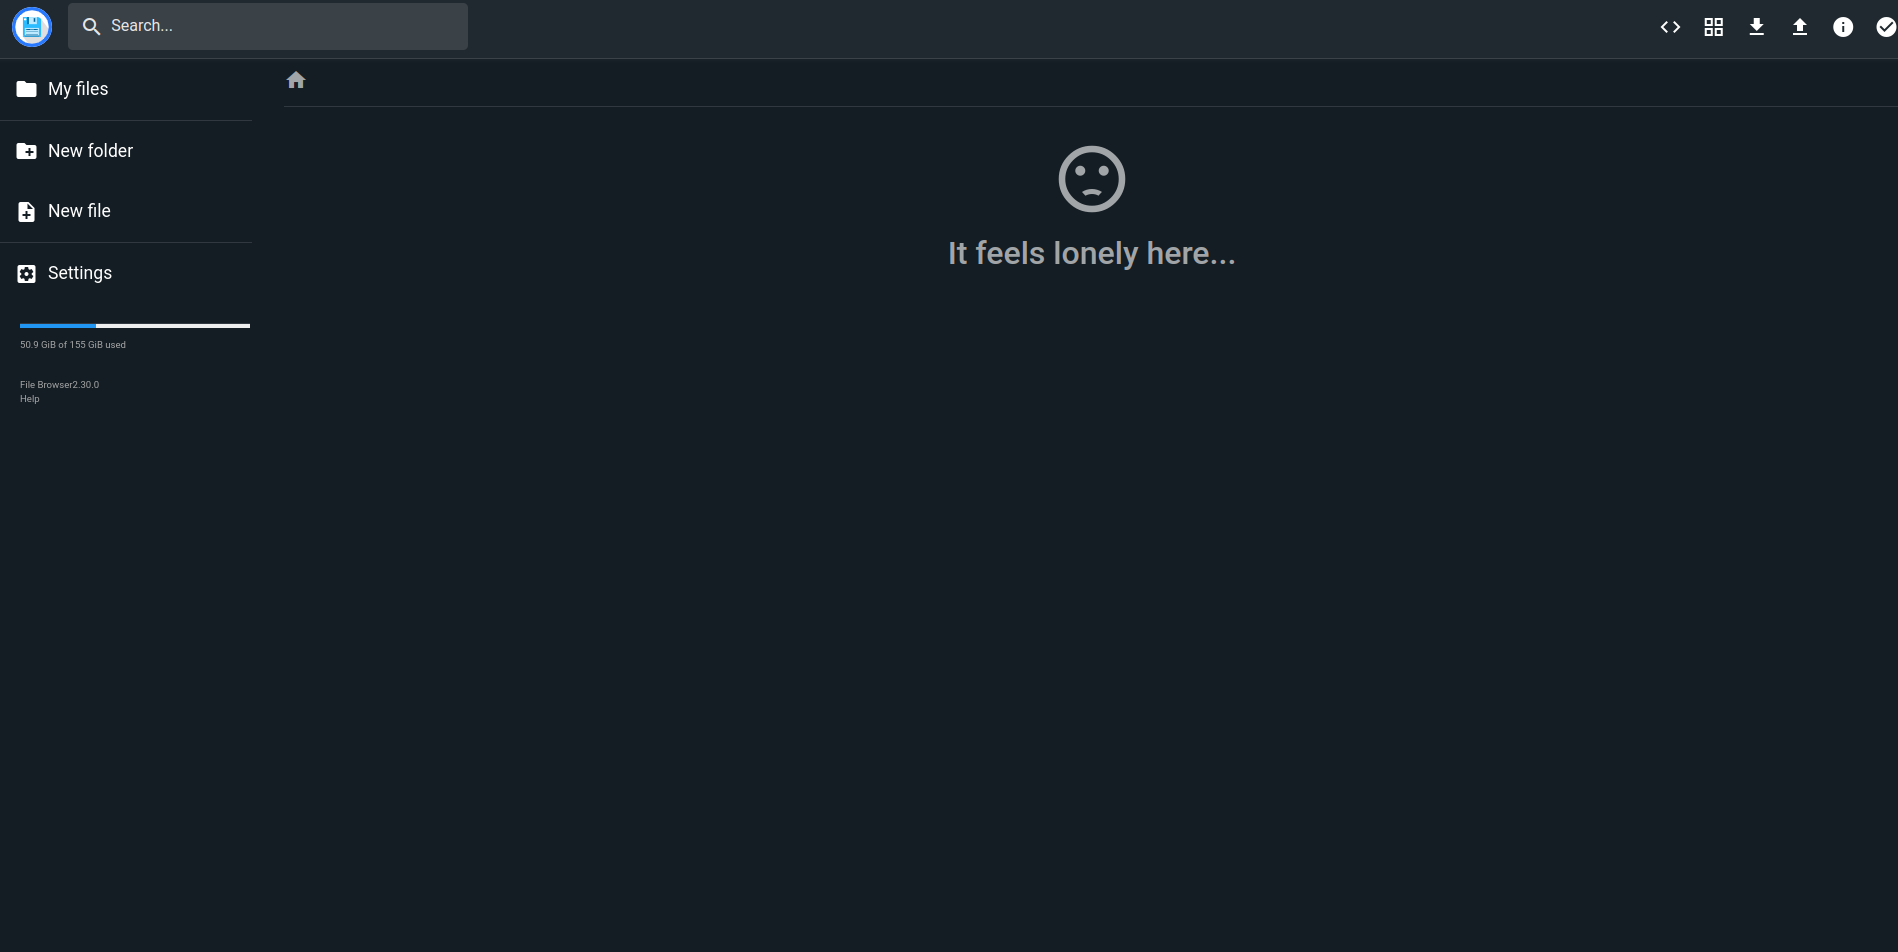 Search...
My files
New folder
New file
Settings
50.9 GiB of 155 GiB used
File Browser2.30.0
Help
It feels lonely here...